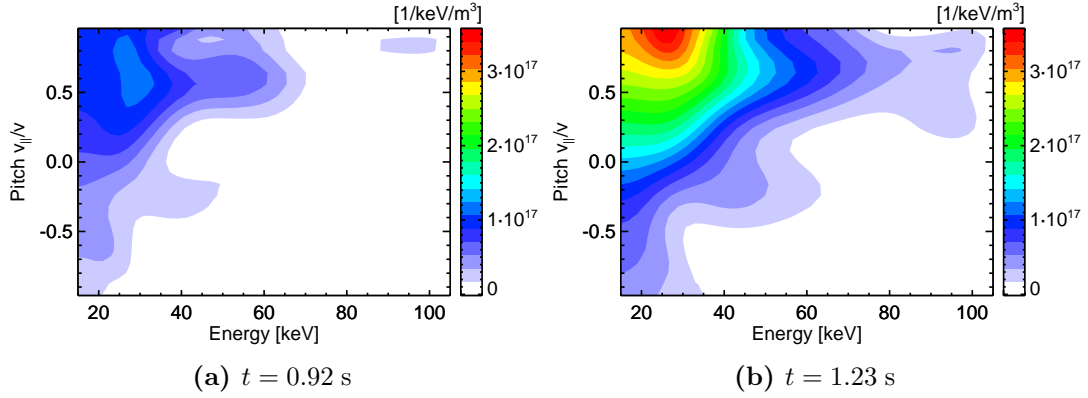 [1/keV/m³]
0.5
0.0
-0.5
Pitch v||/v
20 40 60 80 100
Energy [keV]
3·10¹⁷
2·10¹⁷
1·10¹⁷
0
(a) t = 0.92 s
[1/keV/m³]
0.5
0.0
-0.5
Pitch v||/v
20 40 60 80 100
Energy [keV]
3·10¹⁷
2·10¹⁷
1·10¹⁷
0
(b) t = 1.23 s